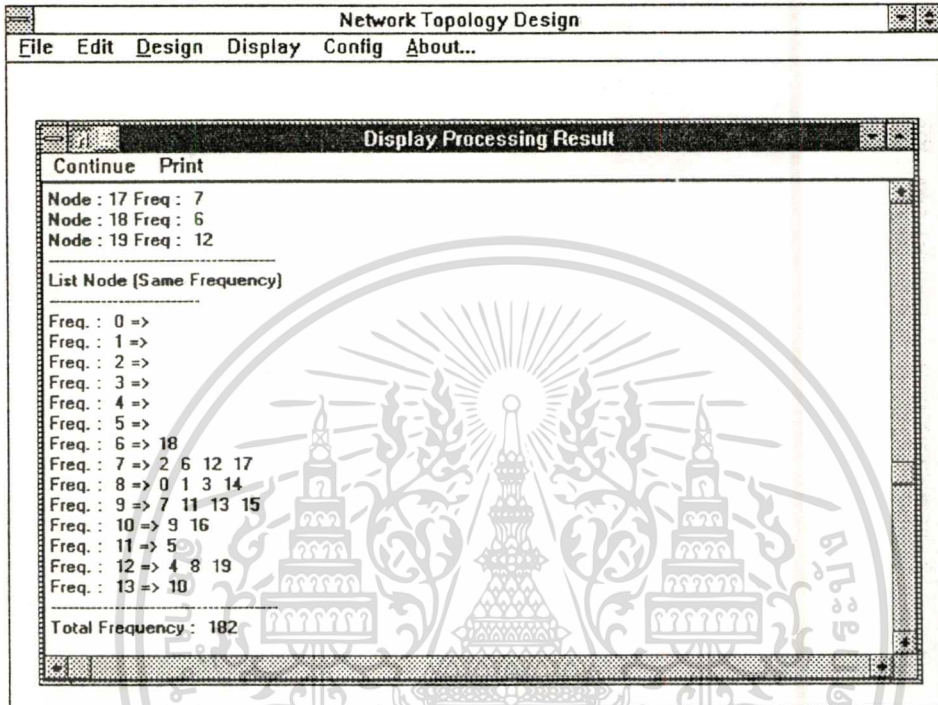 Network Topology Design
File Edit Design Display Config About...
Display Processing Result
Continue Print
Node : 17 Freq : 7
Node : 18 Freq : 6
Node : 19 Freq : 12
List Node (Same Frequency)
Freq. : 0 =>
Freq. : 1 =>
Freq. : 2 =>
Freq. : 3 =>
Freq. : 4 =>
Freq. : 5 =>
Freq. : 6 => 18
Freq. : 7 => 2 6 12 17
Freq. : 8 => 0 1 3 14
Freq. : 9 => 7 11 13 15
Freq. : 10 => 9 16
Freq. : 11 => 5
Freq. : 12 => 4 8 19
Freq. : 13 => 10
Total Frequency : 182